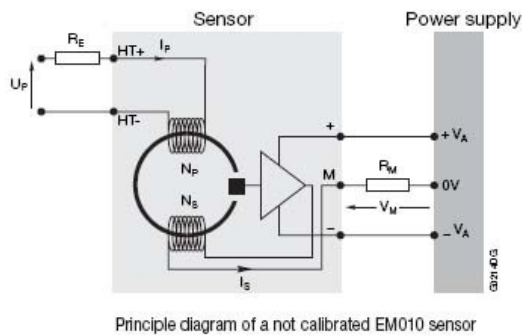 Sensor
Power supply
R_E
HT+
I_P
U_P
HT-
N_P
N_S
I_S
+
M
−
R_M
V_M
+ V_A
0V
− V_A
Principle diagram of a not calibrated EM010 sensor